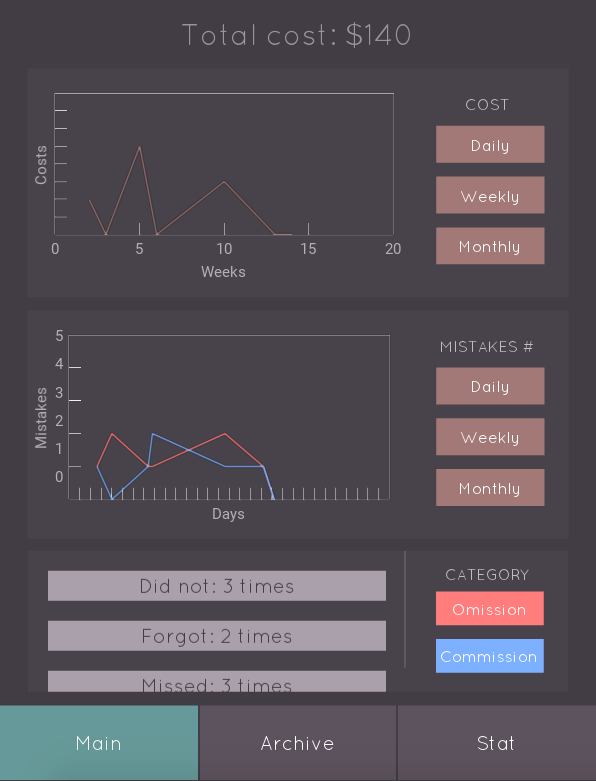 Total cost: $140
Costs
0 5 10 15 20
Weeks
COST
Daily
Weekly
Monthly
5
4
3
2
1
0
Mistakes
Days
MISTAKES #
Daily
Weekly
Monthly
Did not: 3 times
Forgot: 2 times
Missed: 3 times
CATEGORY
Omission
Commission
Main Archive Stat